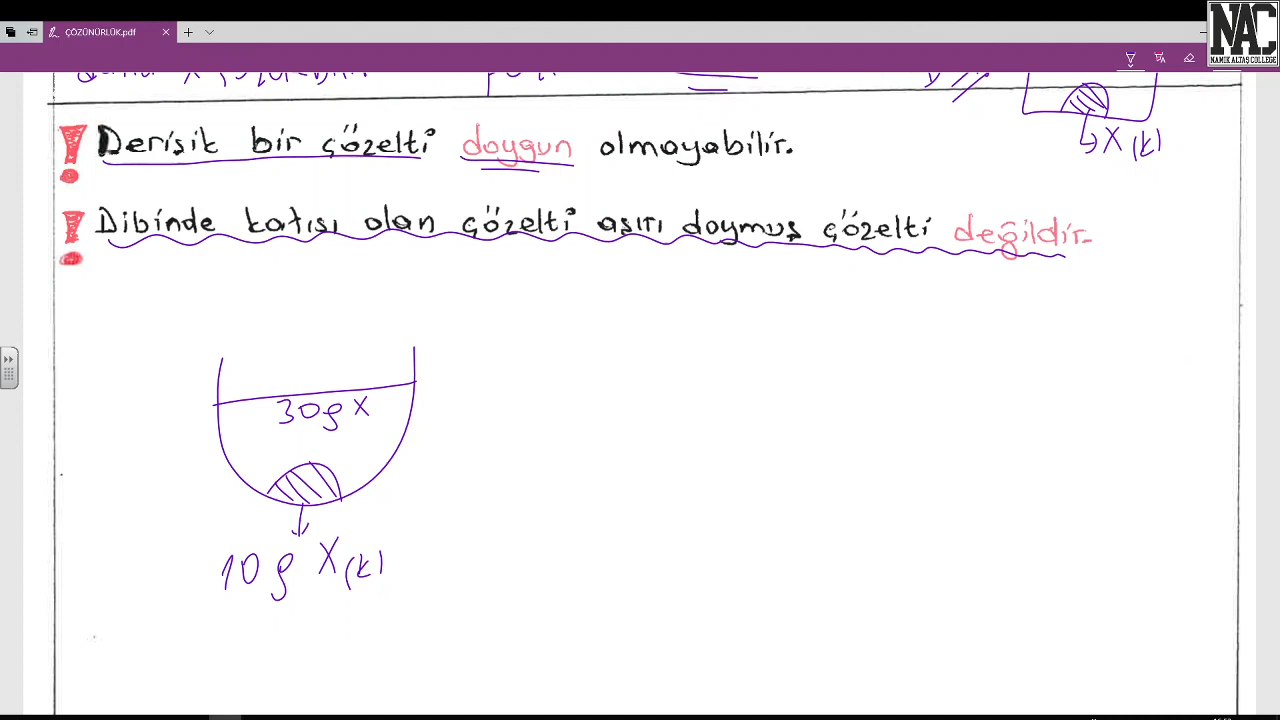 ÇÖZÜNÜRLÜK.pdf
NAC
NAMIK ALTAŞ COLLEGE
X (k)
! Derişik bir çözelti doygun olmayabilir.
! Dibinde katısı olan çözelti aşırı doymuş çözelti değildir.
30g X
10g X(k)